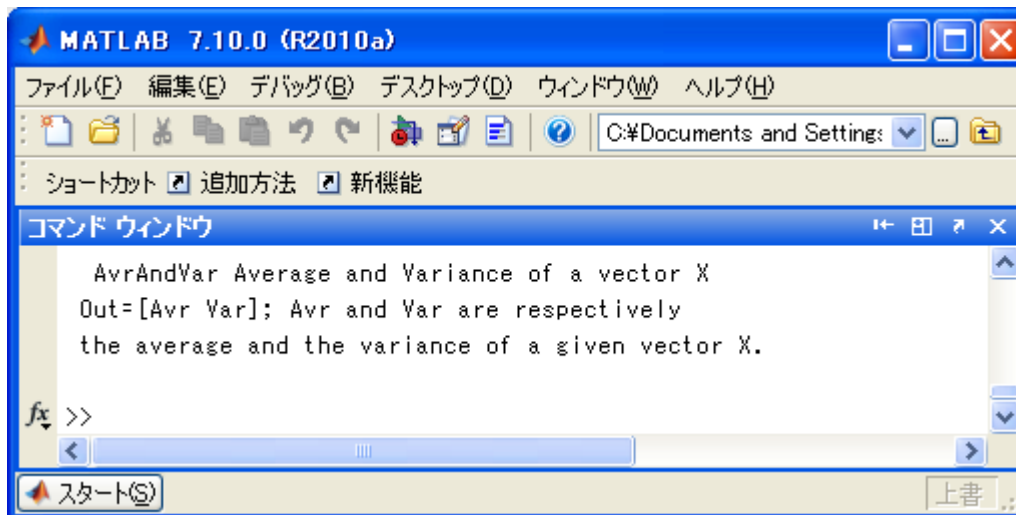 MATLAB 7.10.0 (R2010a)
ファイル(F) 編集(E) デバッグ(B) デスクトップ(D) ウィンドウ(W) ヘルプ(H)
C:¥Documents and Settings
ショートカット 追加方法 新機能
コマンド ウィンドウ
AvrAndVar Average and Variance of a vector X
Out=[Avr Var]; Avr and Var are respectively
the average and the variance of a given vector X.
fx >>
スタート(S) 上書